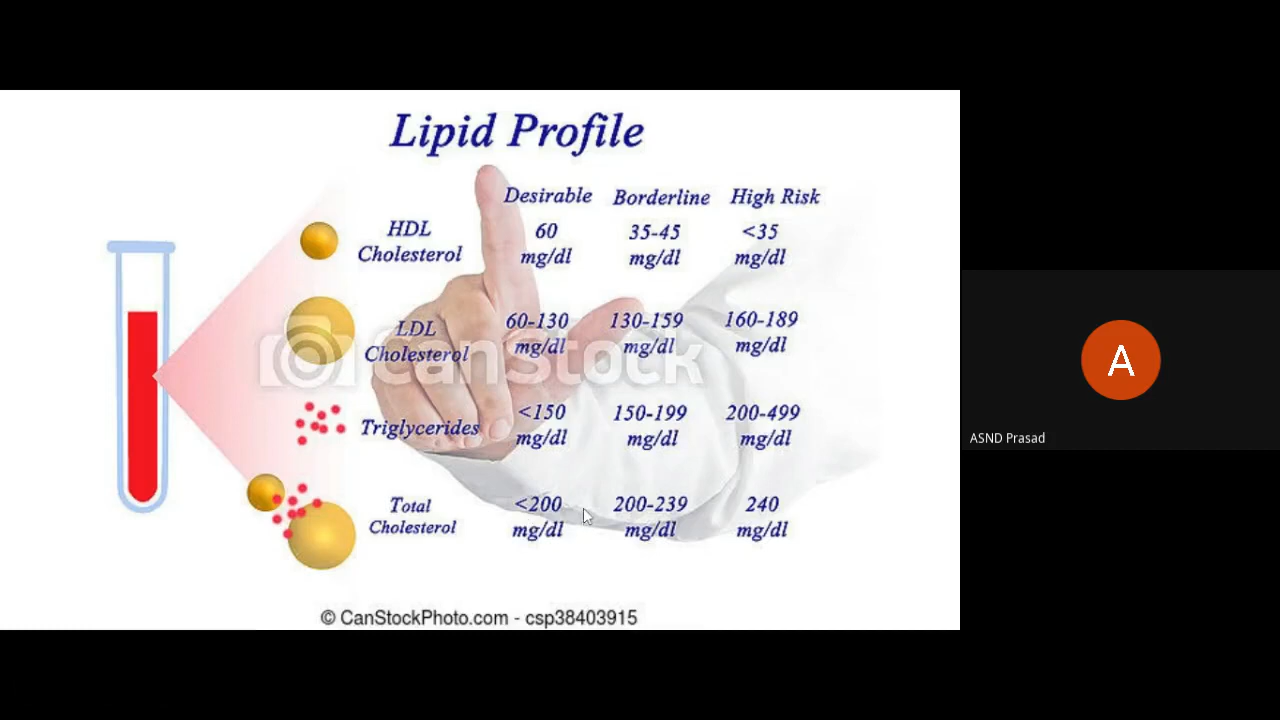 Lipid Profile
Desirable Borderline High Risk
HDL Cholesterol 60 mg/dl 35-45 mg/dl <35 mg/dl
LDL Cholesterol 60-130 mg/dl 130-159 mg/dl 160-189 mg/dl
CanStock
Triglycerides <150 mg/dl 150-199 mg/dl 200-499 mg/dl
Total Cholesterol <200 mg/dl 200-239 mg/dl 240 mg/dl
© CanStockPhoto.com - csp38403915
A
ASND Prasad